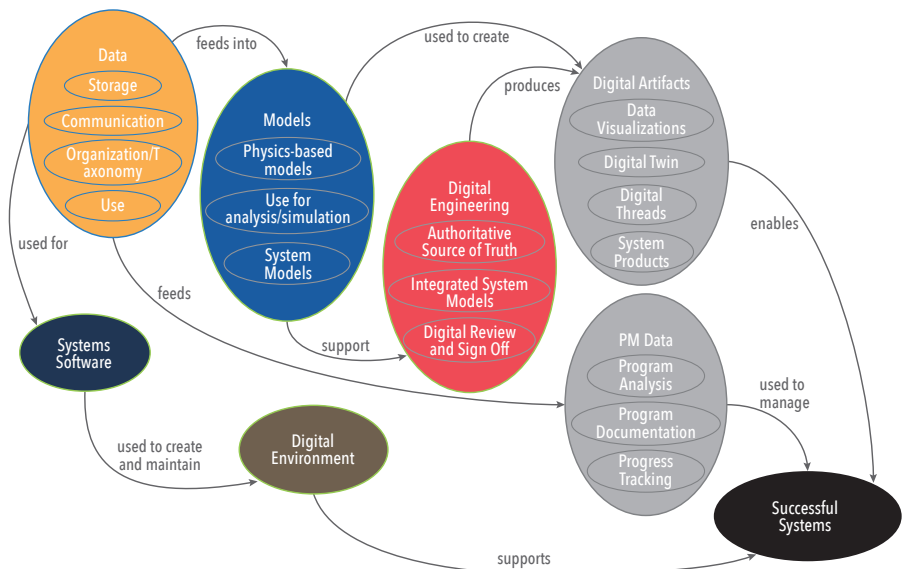 Data
Storage
Communication
Organization/T
axonomy
Use
feeds into
Models
Physics-based
models
Use for
analysis/simulation
System
Models
used to create
produces
Digital Artifacts
Data
Visualizations
Digital Twin
Digital
Threads
System
Products
Digital
Engineering
Authoritative
Source of Truth
Integrated System
Models
Digital Review
and Sign Off
enables
used for
feeds
support
Systems
Software
PM Data
Program
Analysis
Program
Documentation
Progress
Tracking
used to
manage
used to create
and maintain
Digital
Environment
Successful
Systems
supports